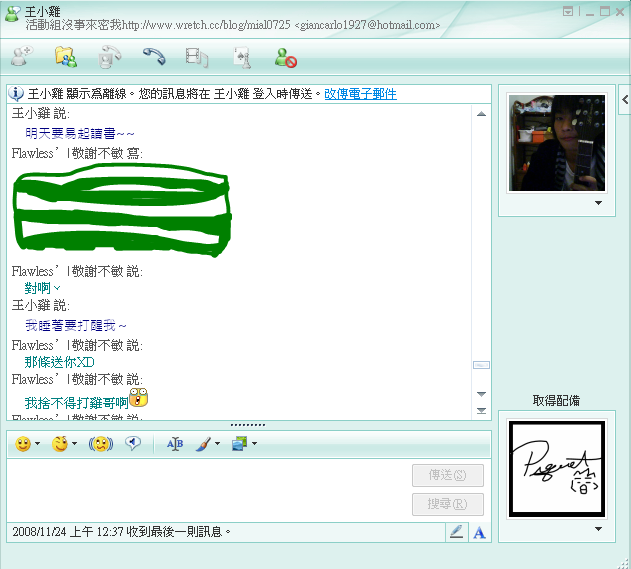 王小雞
活動組沒事來密我http://www.wretch.cc/blog/mial0725 <giancarlo1927@hotmail.com>
王小雞 顯示為離線。您的訊息將在 王小雞 登入時傳送。改傳電子郵件
王小雞 說:
明天要早起讀書~~
Flawless’ |敬謝不敏 寫:
Flawless’ |敬謝不敏 說:
對啊、
王小雞 說:
我睡著要打醒我~
Flawless’ |敬謝不敏 說:
那條送你XD
Flawless’ |敬謝不敏 說:
我捨不得打雞哥啊
Flawless’ |敬謝不敏 說:
傳送(S)
搜尋(R)
2008/11/24 上午 12:37 收到最後一則訊息。
取得配備